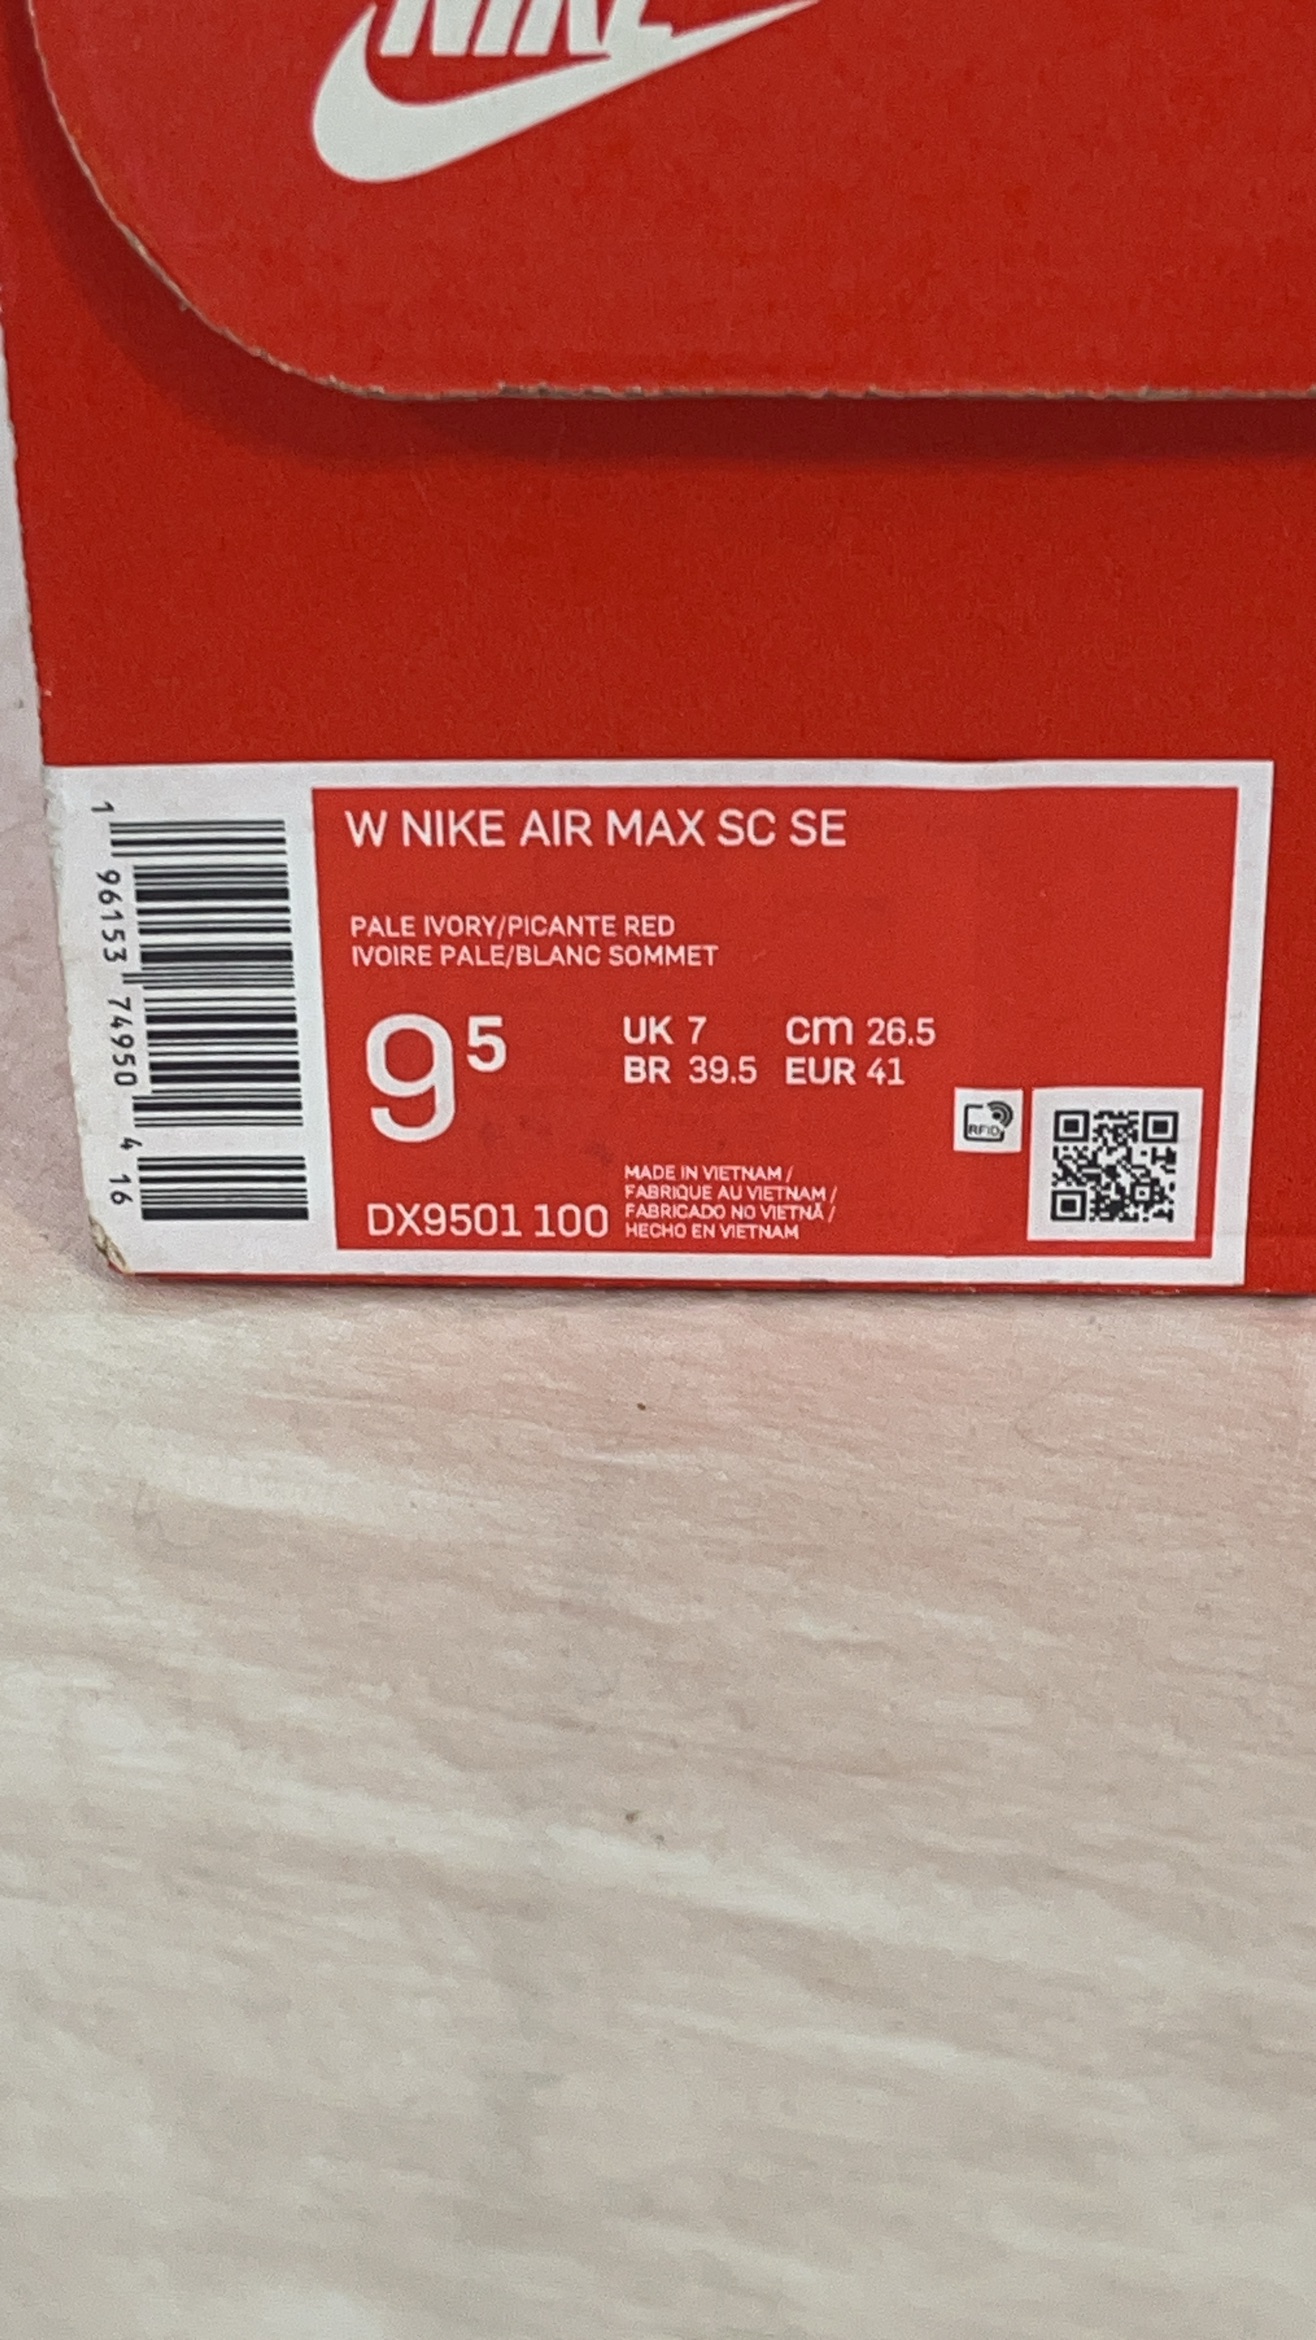 NIKE
W NIKE AIR MAX SC SE
PALE IVORY/PICANTE RED
IVOIRE PALE/BLANC SOMMET
9⁵
UK 7 cm 26.5
BR 39.5 EUR 41
RFID
MADE IN VIETNAM /
FABRIQUE AU VIETNAM /
FABRICADO NO VIETNÃ /
HECHO EN VIETNAM
DX9501 100
1 96153 74950 4 16